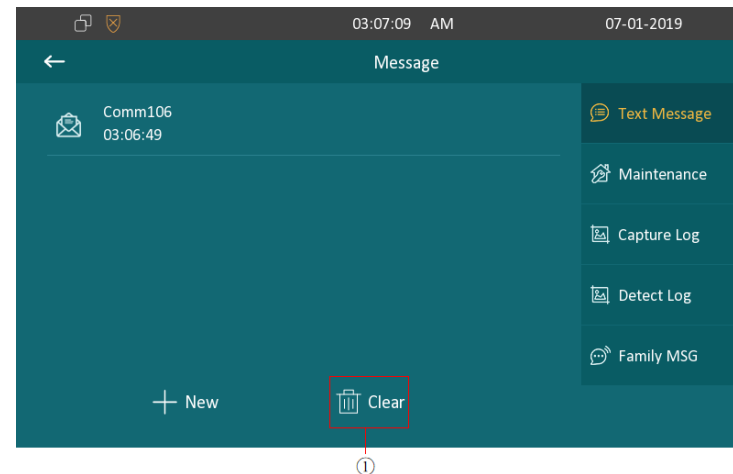 03:07:09 AM 07-01-2019
Message
Comm106
03:06:49
Text Message
Maintenance
Capture Log
Detect Log
Family MSG
New
Clear
①